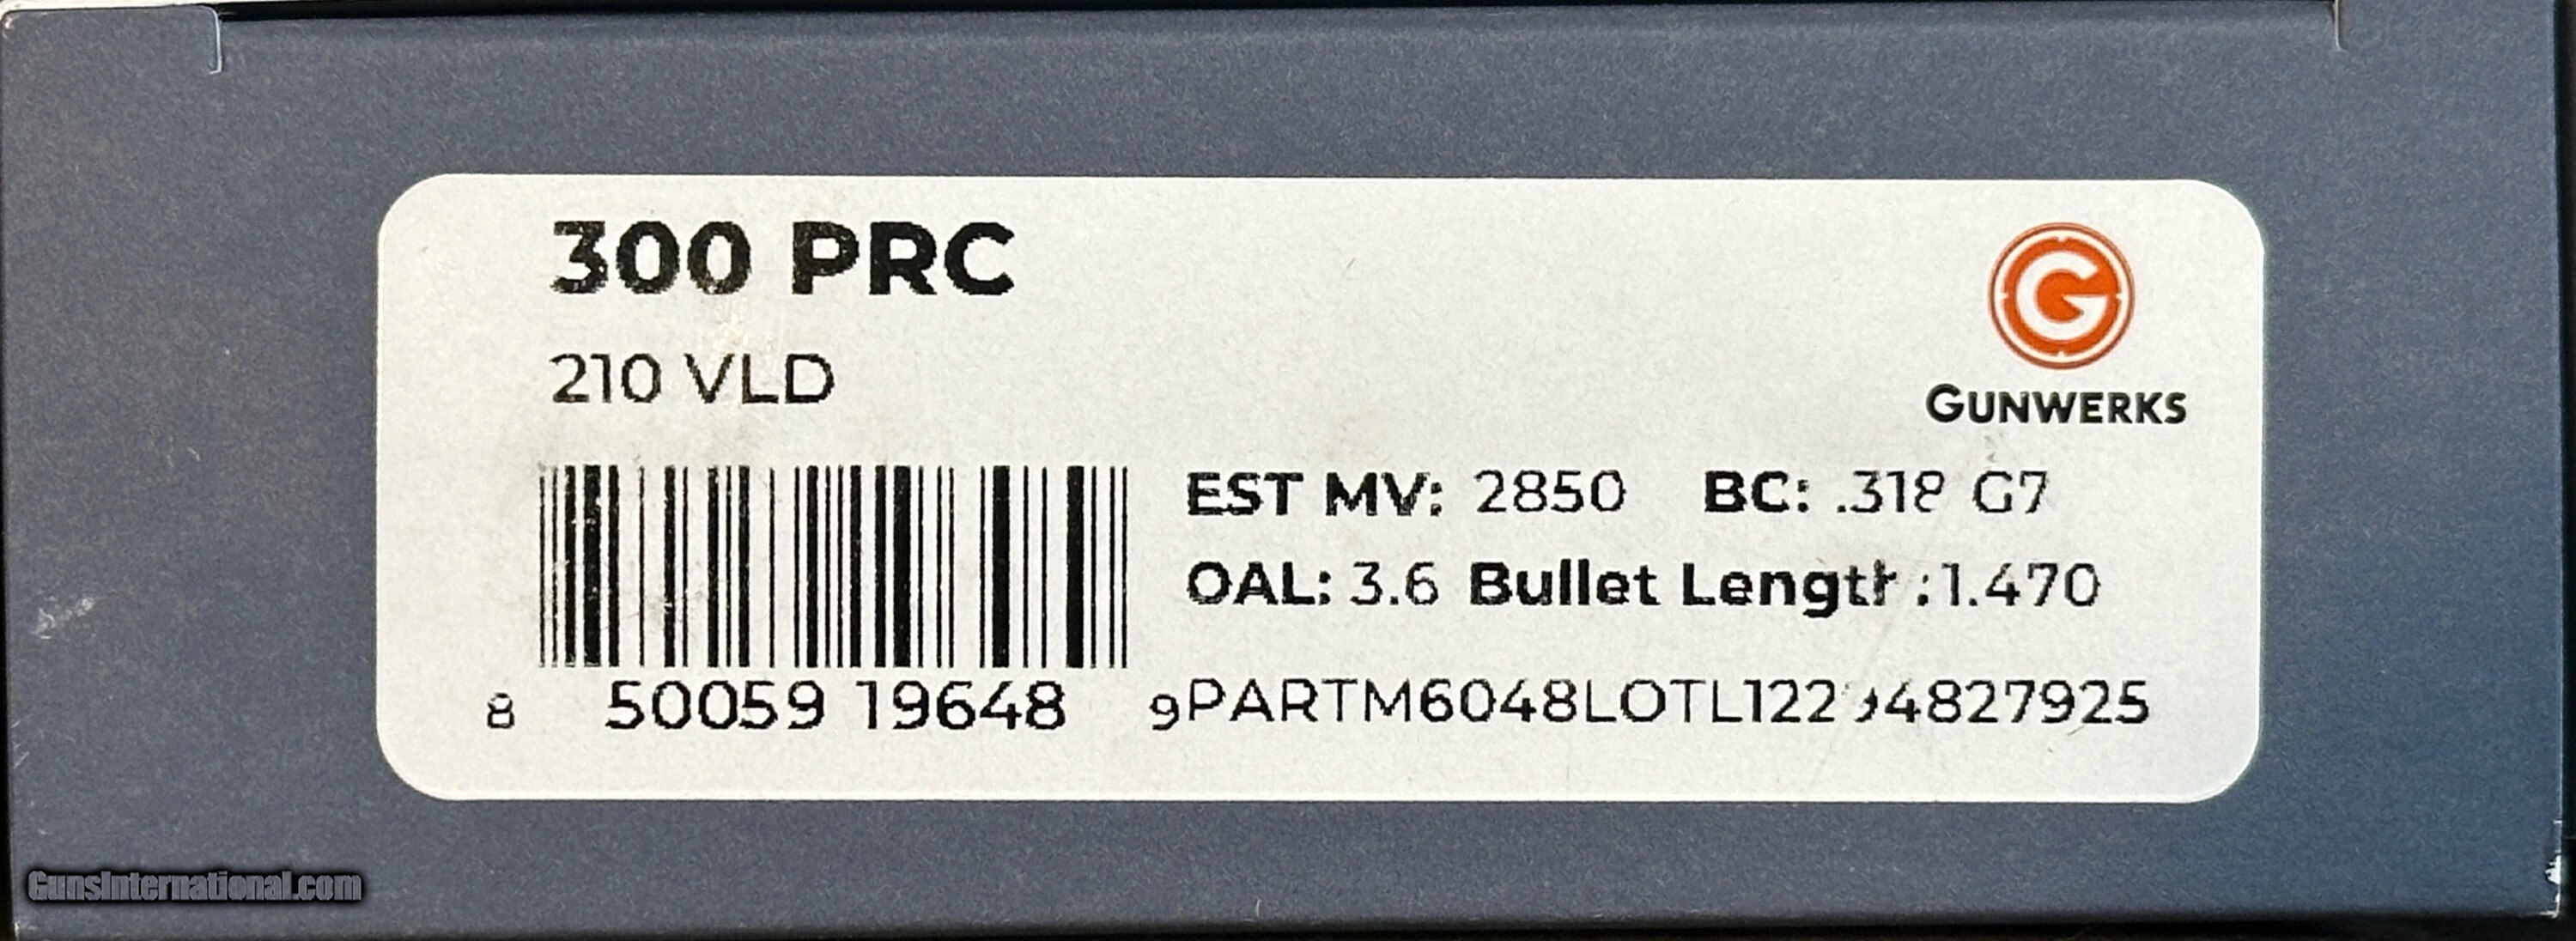 300 PRC
210 VLD
GUNWERKS
EST MV: 2850 BC: .318 G7
OAL: 3.6 Bullet Length:1.470
8 50059 19648 9
GunsInternational.com